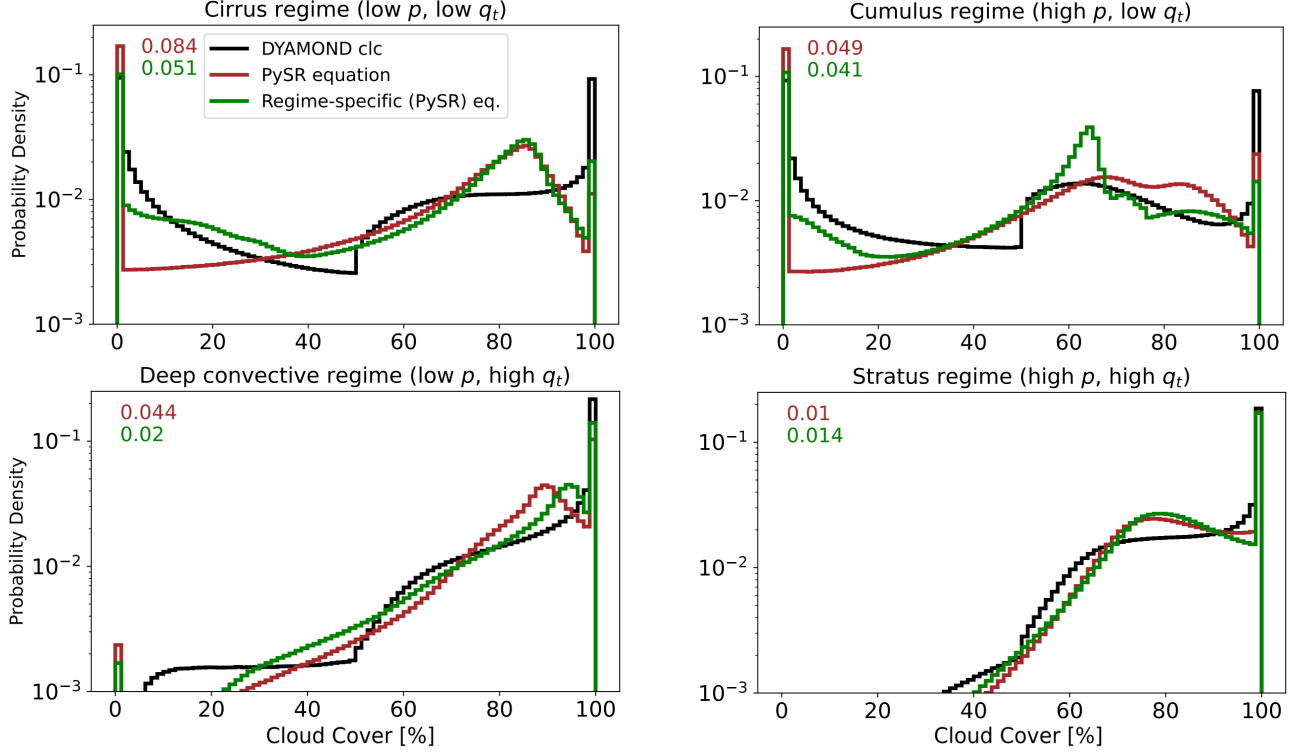 Cirrus regime (low p, low qt)
Probability Density
10⁻¹
10⁻²
10⁻³
0.084
0.051
DYAMOND clc
PySR equation
Regime-specific (PySR) eq.
0 20 40 60 80 100
Cumulus regime (high p, low qt)
10⁻¹
10⁻²
10⁻³
0.049
0.041
0 20 40 60 80 100
Deep convective regime (low p, high qt)
Probability Density
10⁻¹
10⁻²
10⁻³
0.044
0.02
0 20 40 60 80 100
Cloud Cover [%]
Stratus regime (high p, high qt)
10⁻¹
10⁻²
10⁻³
0.01
0.014
0 20 40 60 80 100
Cloud Cover [%]